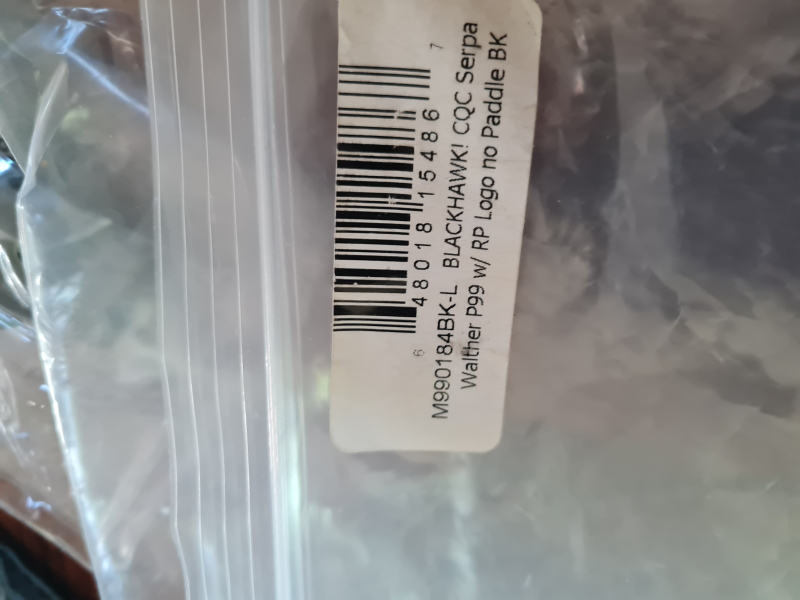 6 48018 15486 7
M990184BK-L BLACKHAWK! CQC Serpa
Walther P99 w/ RP Logo no Paddle BK